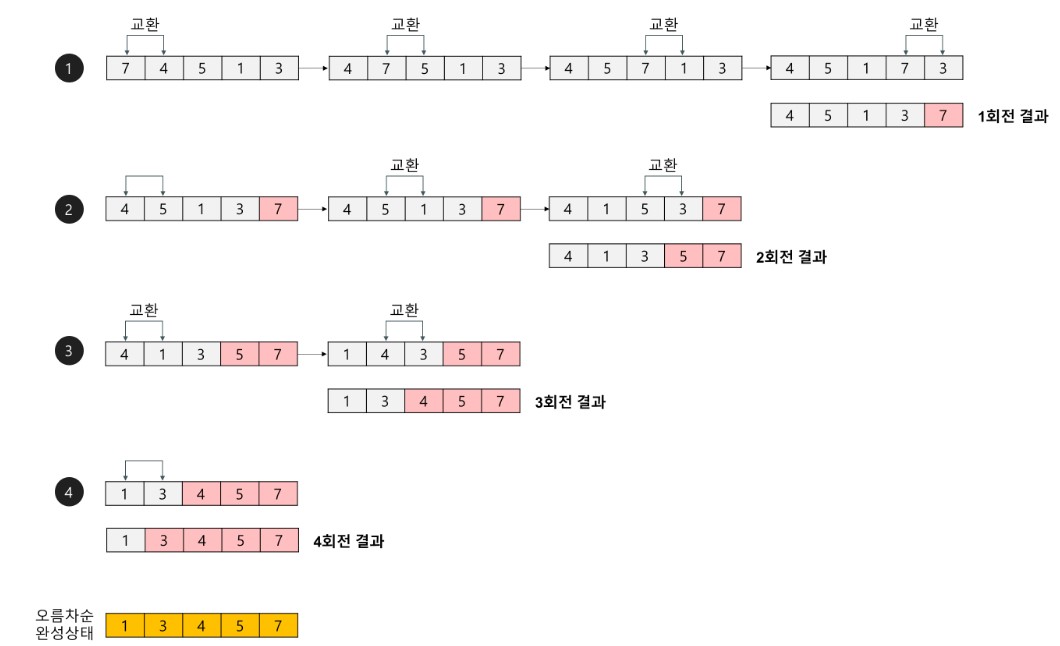 교환 교환 교환 교환
1 7 4 5 1 3 4 7 5 1 3 4 5 7 1 3 4 5 1 7 3
4 5 1 3 7 1회전 결과
교환 교환
2 4 5 1 3 7 4 5 1 3 7 4 1 5 3 7
4 1 3 5 7 2회전 결과
교환 교환
3 4 1 3 5 7 1 4 3 5 7
1 3 4 5 7 3회전 결과
4 1 3 4 5 7
1 3 4 5 7 4회전 결과
오름차순
완성상태 1 3 4 5 7